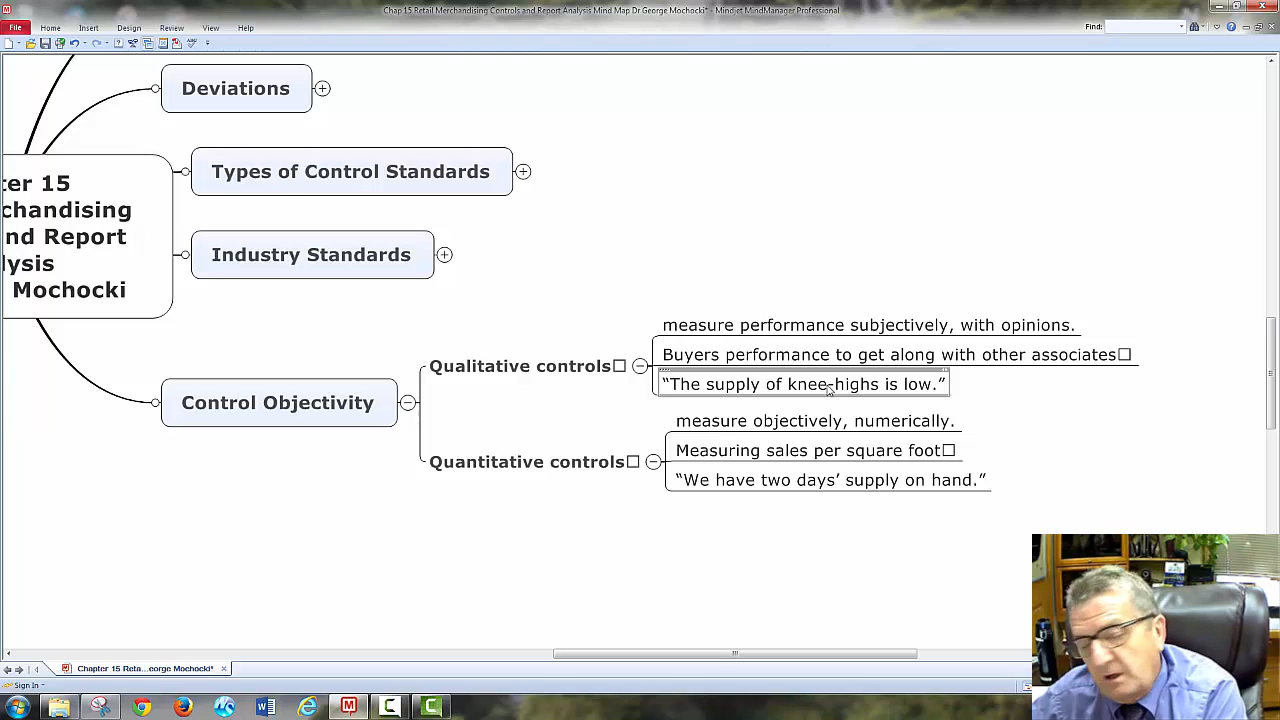 Chap 15 Retail Merchandising Controls and Report Analysis Mind Map Dr George Mochocki* - Mindjet MindManager Professional
File Home Insert Design Review View Help
Find:
Deviations
Types of Control Standards
ter 15
chandising
nd Report
lysis
Mochocki
Industry Standards
Control Objectivity
Qualitative controls
measure performance subjectively, with opinions.
Buyers performance to get along with other associates
“The supply of knee-highs is low.”
Quantitative controls
measure objectively, numerically.
Measuring sales per square foot
“We have two days’ supply on hand.”
Chapter 15 Reta...eorge Mochocki*
Sign In